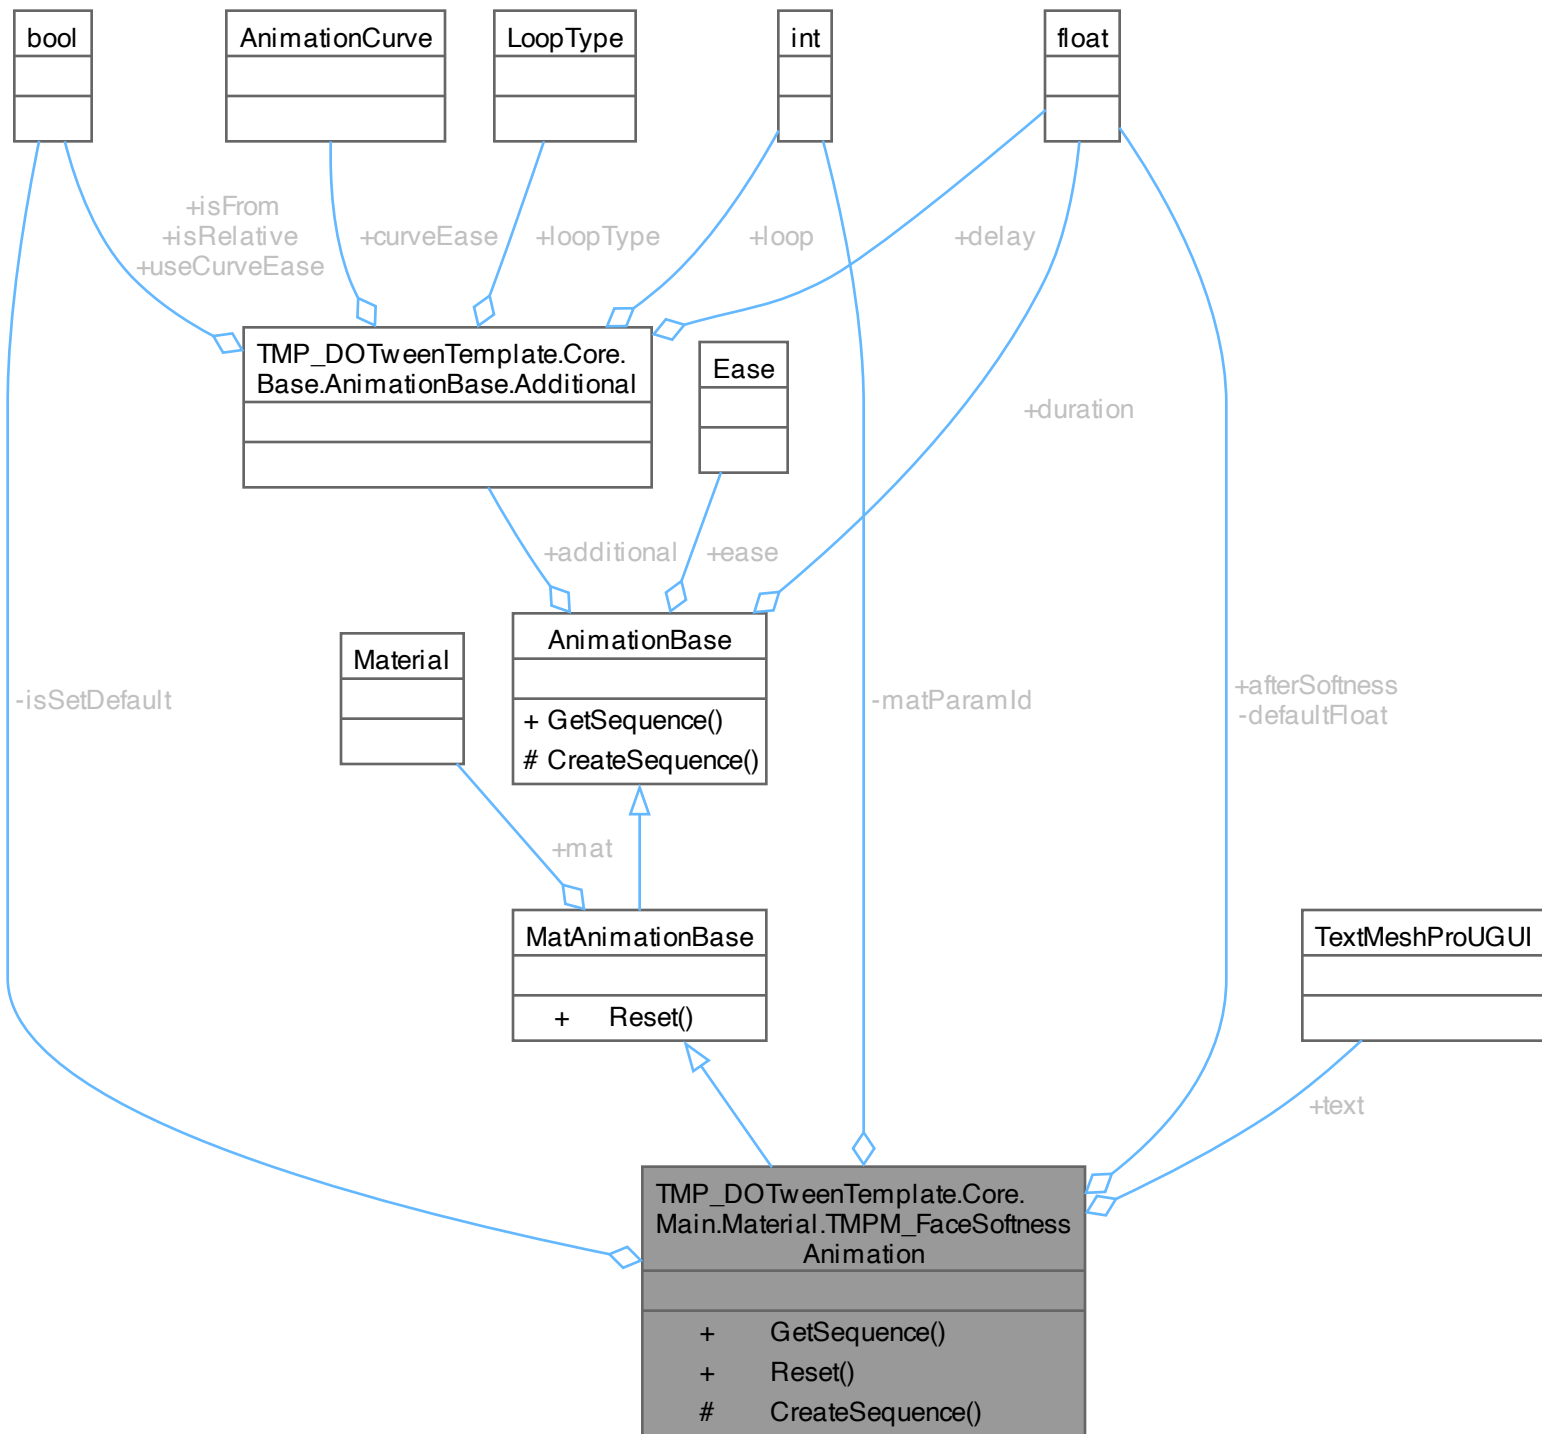 bool
AnimationCurve
LoopType
int
float
+isFrom
+isRelative
+useCurveEase
+curveEase
+loopType
+loop
+delay
TMP_DOTweenTemplate.Core.
Base.AnimationBase.Additional
Ease
+duration
+additional
+ease
AnimationBase
+ GetSequence()
# CreateSequence()
Material
-isSetDefault
-matParamId
+afterSoftness
-defaultFloat
+mat
MatAnimationBase
+ Reset()
TextMeshProUGUI
+text
TMP_DOTweenTemplate.Core.
Main.Material.TMPM_FaceSoftness
Animation
+ GetSequence()
+ Reset()
# CreateSequence()